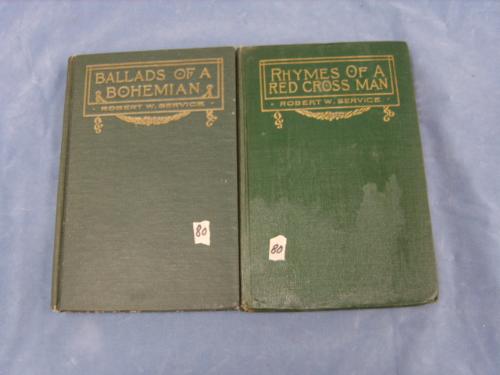 BALLADS OF A
BOHEMIAN
ROBERT W. SERVICE
80
RHYMES OF A
RED CROSS MAN
ROBERT W. SERVICE
80